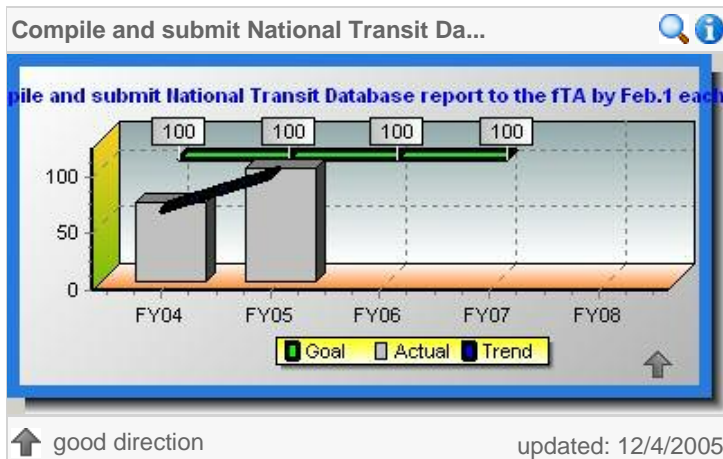 Compile and submit National Transit Da...
pile and submit National Transit Database report to the fTA by Feb.1 each
100 100 100 100
100
50
0
FY04 FY05 FY06 FY07 FY08
Goal Actual Trend
good direction
updated: 12/4/2005